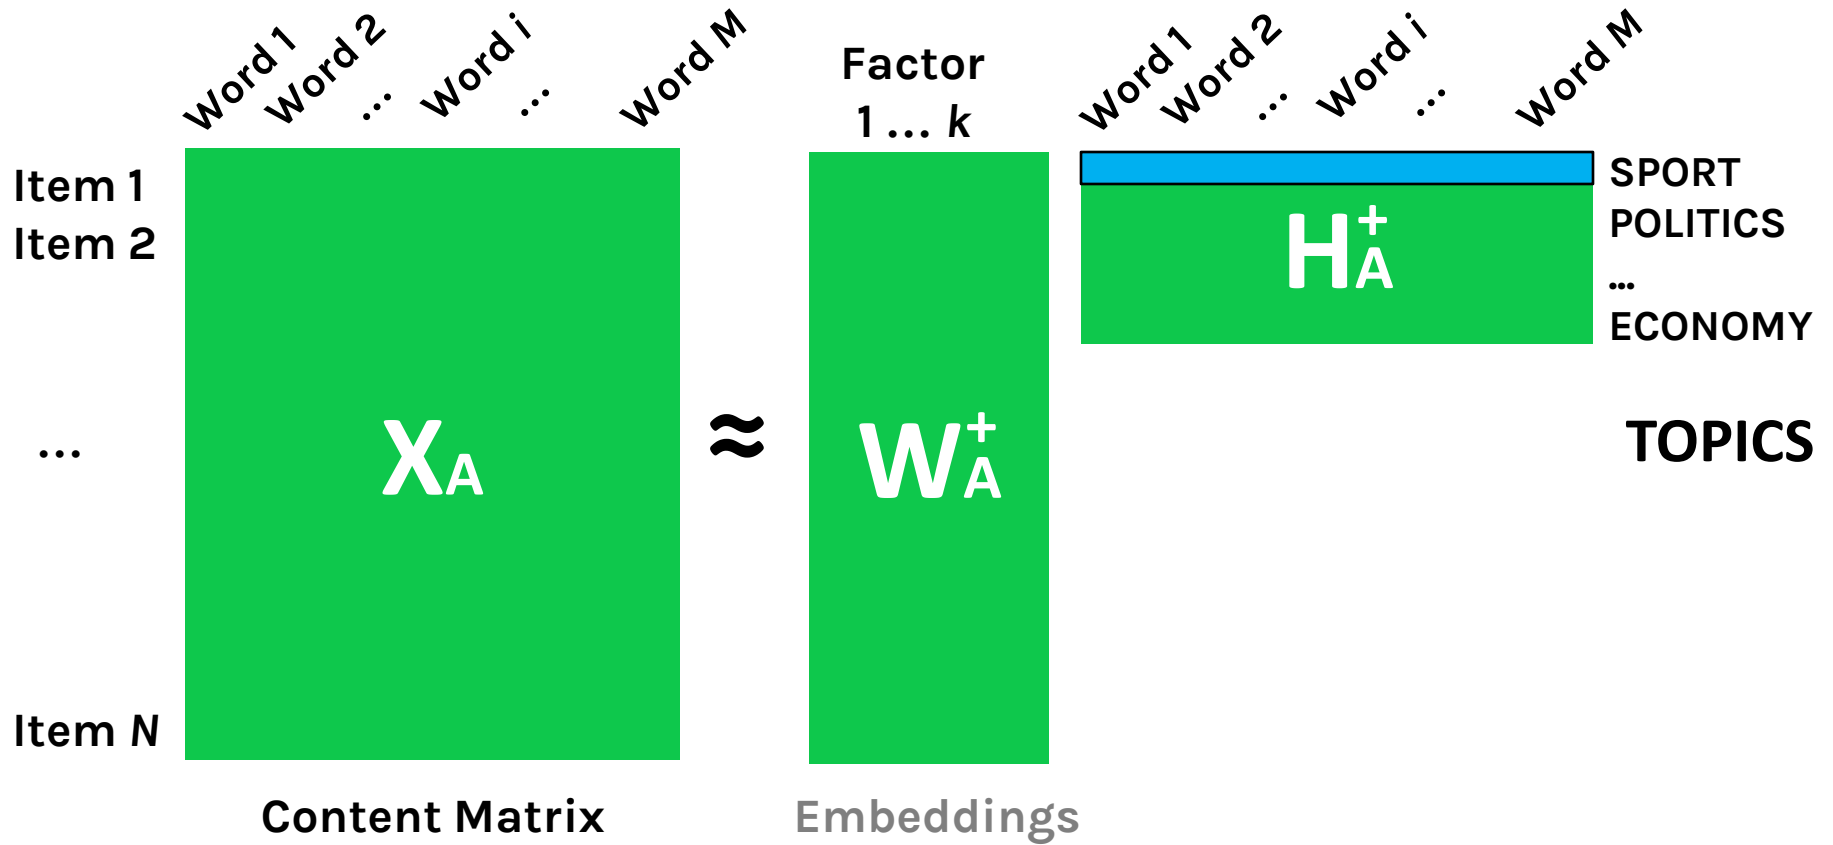 Word 1 Word 2 ... Word i ... Word M
Factor
1 ... k
Word 1 Word 2 ... Word i ... Word M
Item 1
Item 2
...
Item N
XA
≈
W+A
H+A
SPORT
POLITICS
...
ECONOMY
TOPICS
Content Matrix
Embeddings